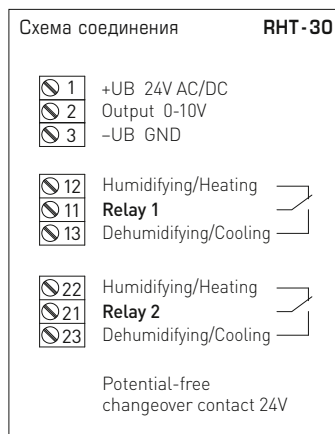 Схема соединения RHT-30
1 +UB 24V AC/DC
2 Output 0-10V
3 –UB GND
12 Humidifying/Heating
11 Relay 1
13 Dehumidifying/Cooling
22 Humidifying/Heating
21 Relay 2
23 Dehumidifying/Cooling
Potential-free
changeover contact 24V